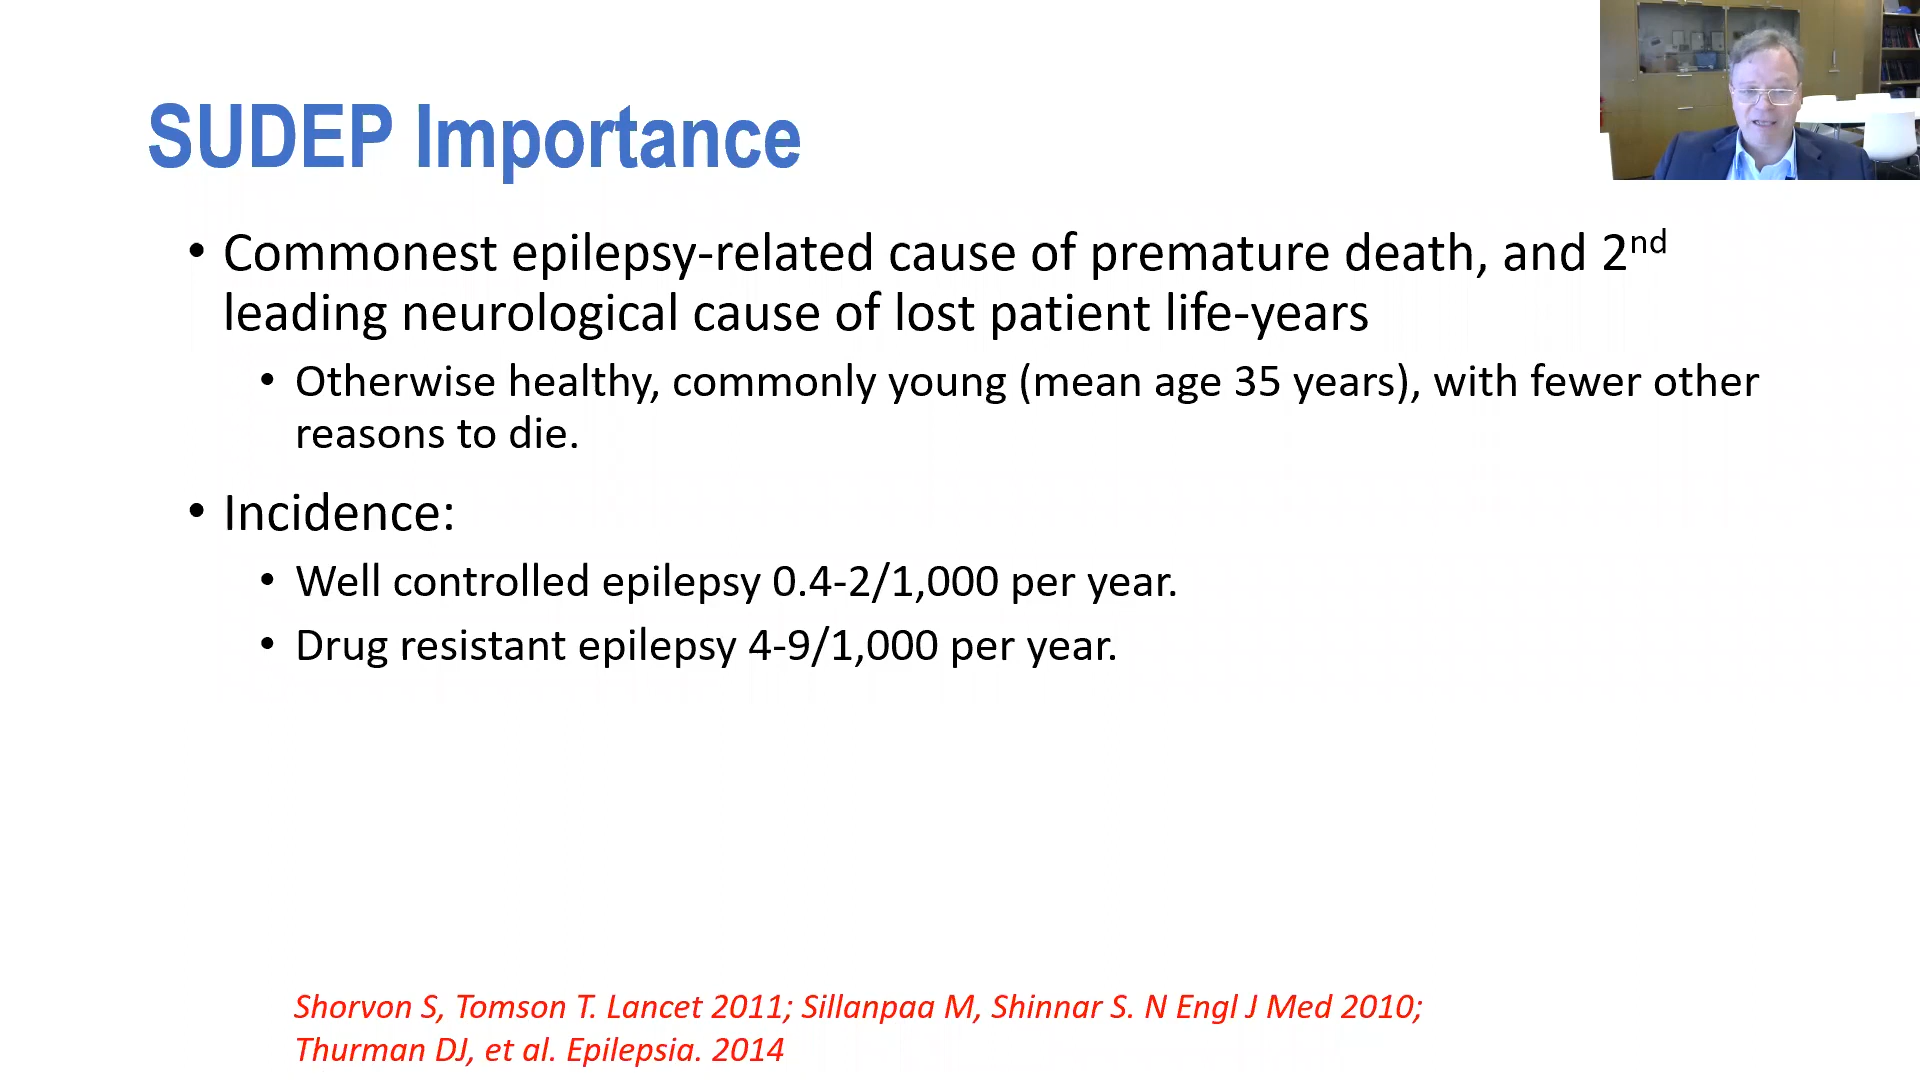 SUDEP Importance
• Commonest epilepsy-related cause of premature death, and 2nd
leading neurological cause of lost patient life-years
• Otherwise healthy, commonly young (mean age 35 years), with fewer other
reasons to die.
• Incidence:
• Well controlled epilepsy 0.4-2/1,000 per year.
• Drug resistant epilepsy 4-9/1,000 per year.
Shorvon S, Tomson T. Lancet 2011; Sillanpaa M, Shinnar S. N Engl J Med 2010;
Thurman DJ, et al. Epilepsia. 2014